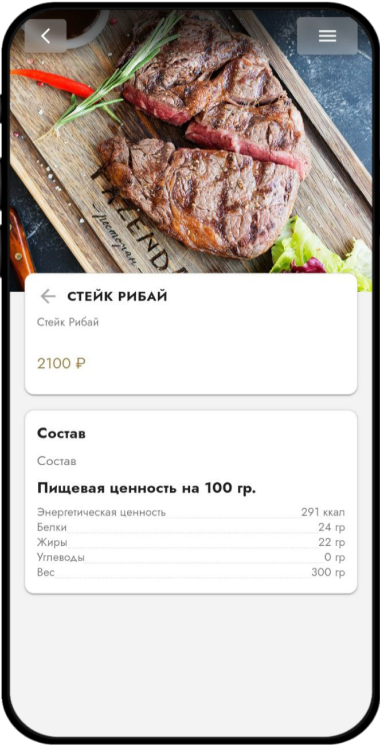 FAZEND
ресторан
СТЕЙК РИБАЙ
Стейк Рибай
2100 ₽
Состав
Состав
Пищевая ценность на 100 гр.
Энергетическая ценность 291 ккал
Белки 24 гр
Жиры 22 гр
Углеводы 0 гр
Вес 300 гр